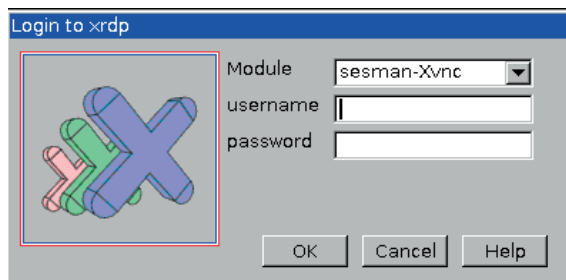 Login to xrdp
Module sesman-Xvnc
username
password
OK Cancel Help